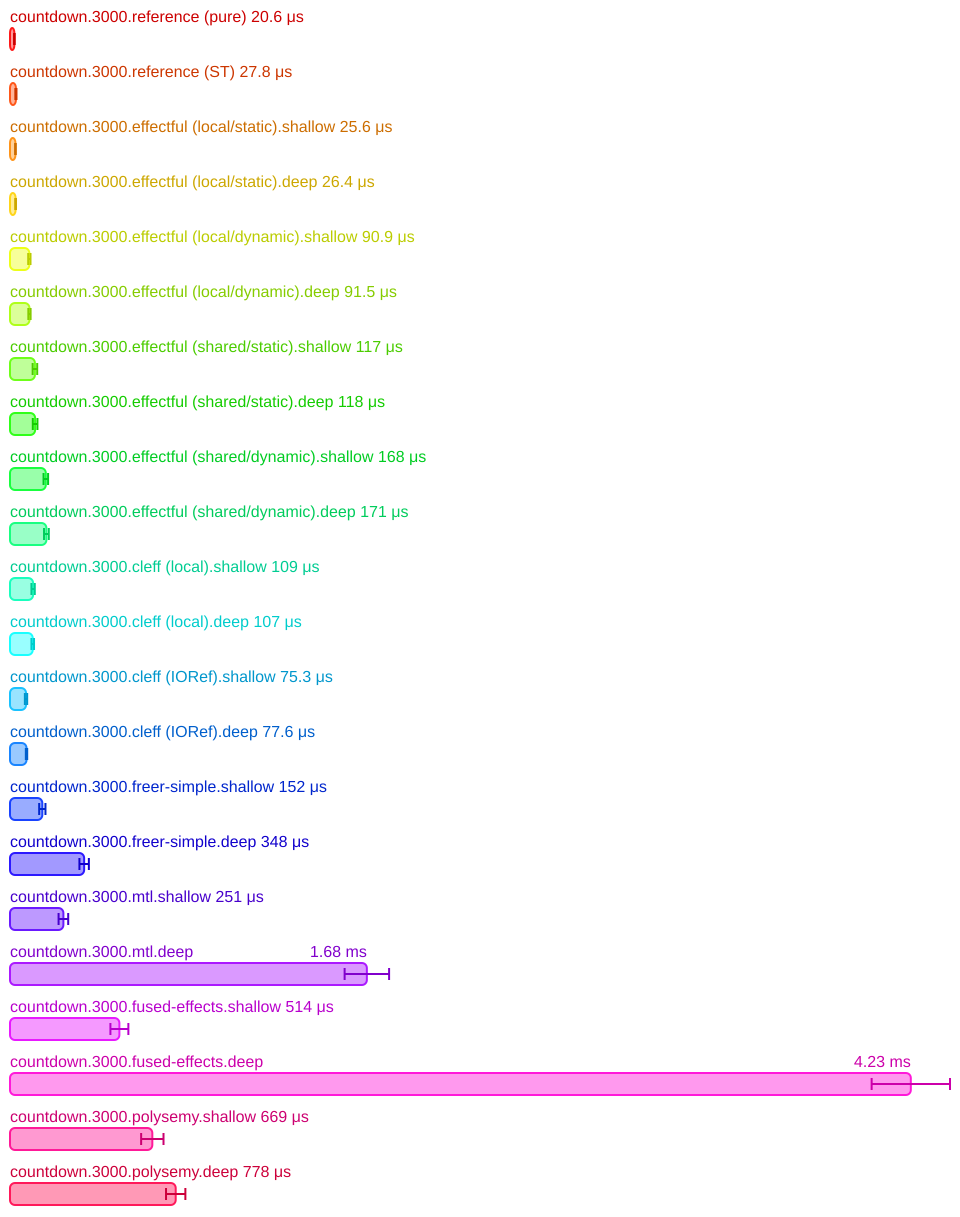 countdown.3000.reference (pure) 20.6 μs
countdown.3000.reference (ST) 27.8 μs
countdown.3000.effectful (local/static).shallow 25.6 μs
countdown.3000.effectful (local/static).deep 26.4 μs
countdown.3000.effectful (local/dynamic).shallow 90.9 μs
countdown.3000.effectful (local/dynamic).deep 91.5 μs
countdown.3000.effectful (shared/static).shallow 117 μs
countdown.3000.effectful (shared/static).deep 118 μs
countdown.3000.effectful (shared/dynamic).shallow 168 μs
countdown.3000.effectful (shared/dynamic).deep 171 μs
countdown.3000.cleff (local).shallow 109 μs
countdown.3000.cleff (local).deep 107 μs
countdown.3000.cleff (IORef).shallow 75.3 μs
countdown.3000.cleff (IORef).deep 77.6 μs
countdown.3000.freer-simple.shallow 152 μs
countdown.3000.freer-simple.deep 348 μs
countdown.3000.mtl.shallow 251 μs
countdown.3000.mtl.deep 1.68 ms
countdown.3000.fused-effects.shallow 514 μs
countdown.3000.fused-effects.deep 4.23 ms
countdown.3000.polysemy.shallow 669 μs
countdown.3000.polysemy.deep 778 μs